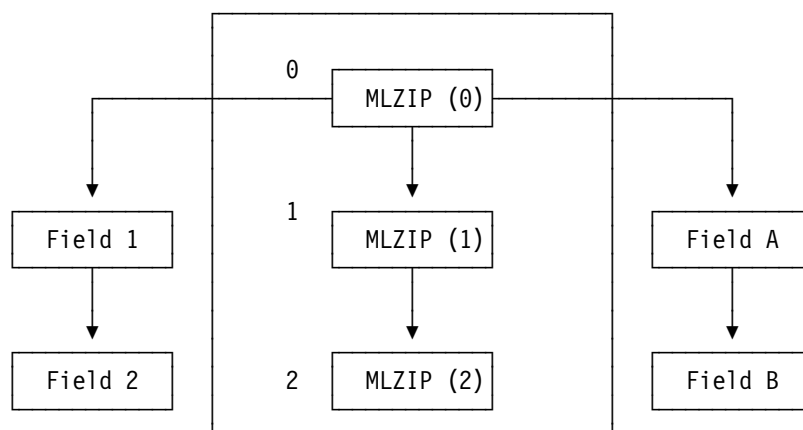 0
MLZIP (0)
1
Field 1
MLZIP (1)
Field A
2
Field 2
MLZIP (2)
Field B